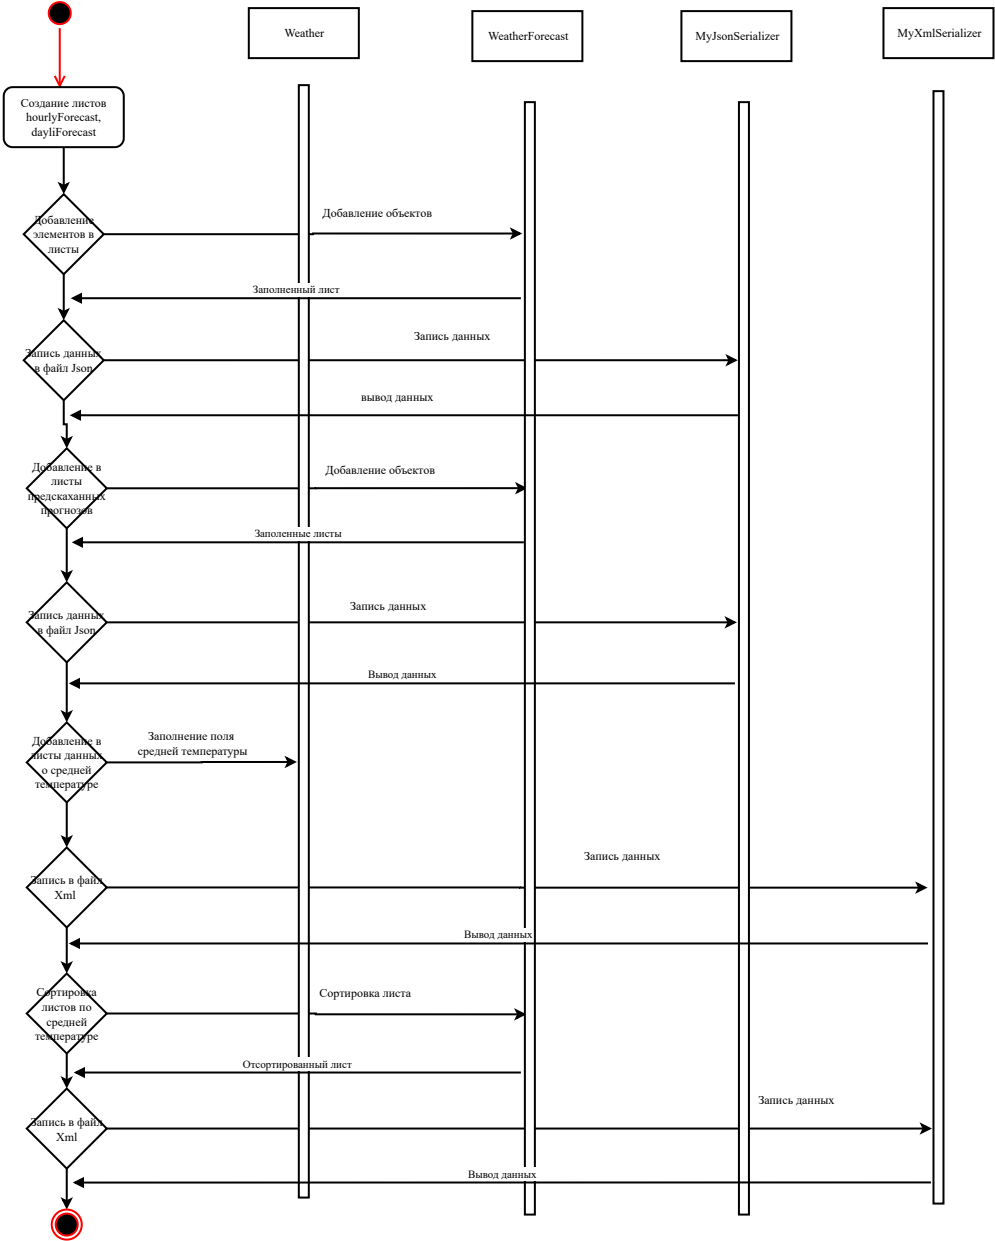 Weather
WeatherForecast
MyJsonSerializer
MyXmlSerializer
Создание листов
hourlyForecast,
dayliForecast
Добавление
элементов в
листы
Добавление объектов
Заполненный лист
Запись данных
в файл Json
Запись данных
вывод данных
Добавление в
листы
предскаханных
прогнозов
Добавление объектов
Заполенные листы
Запись данных
в файл Json
Запись данных
Вывод данных
Добавление в
листы данных
о средней
температуре
Заполнение поля
средней температуры
Запись в файл
Xml
Запись данных
Вывод данных
Сортировка
листов по
средней
температуре
Сортировка листа
Отсортированный лист
Запись в файл
Xml
Запись данных
Вывод данных